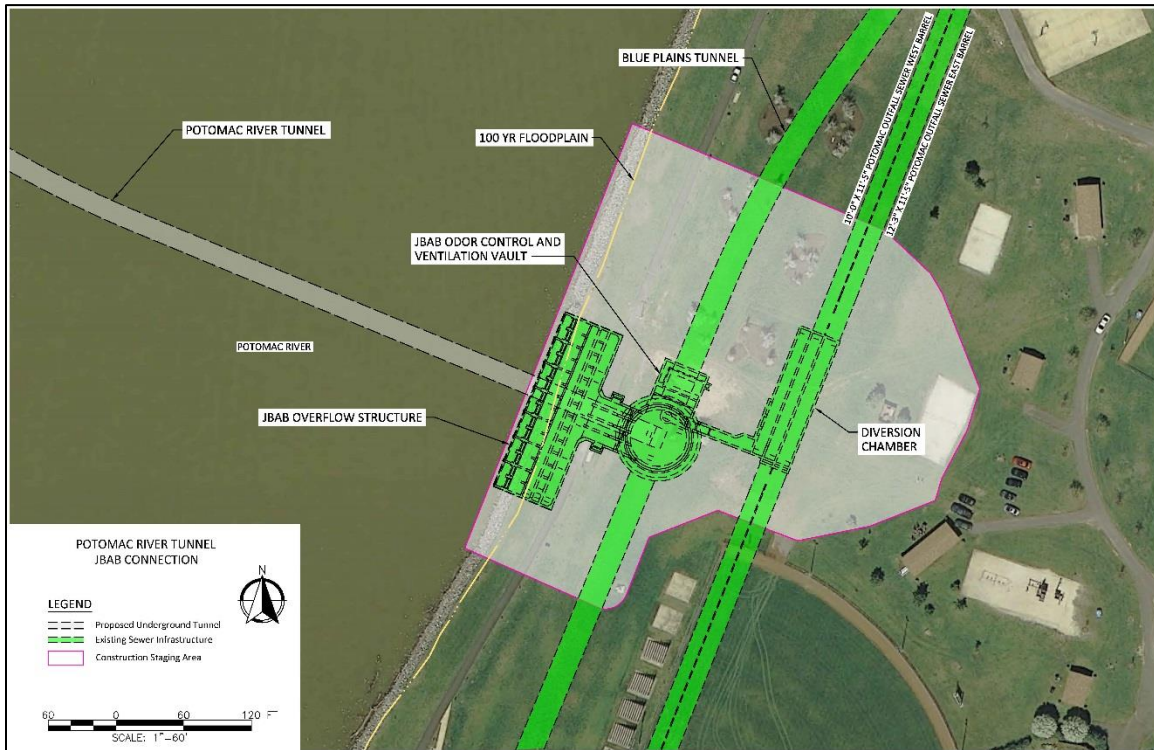 BLUE PLAINS TUNNEL
10'-0" X 11'-5" POTOMAC OUTFALL SEWER WEST BARREL
12'-3" X 11'-5" POTOMAC OUTFALL SEWER EAST BARREL
POTOMAC RIVER TUNNEL
100 YR FLOODPLAIN
JBAB ODOR CONTROL AND
VENTILATION VAULT
POTOMAC RIVER
JBAB OVERFLOW STRUCTURE
DIVERSION
CHAMBER
POTOMAC RIVER TUNNEL
JBAB CONNECTION
N
LEGEND
Proposed Underground Tunnel
Existing Sewer Infrastructure
Construction Staging Area
60 0 60 120 F
SCALE: 1"=60'